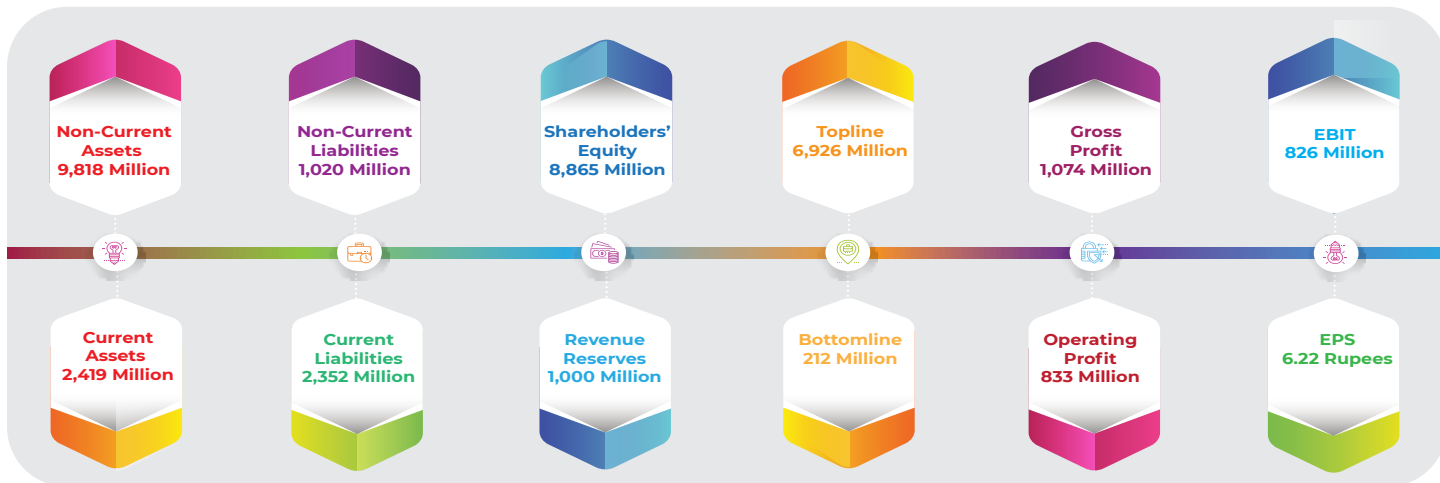 Non-Current
Assets
9,818 Million
Non-Current
Liabilities
1,020 Million
Shareholders’
Equity
8,865 Million
Topline
6,926 Million
Gross
Profit
1,074 Million
EBIT
826 Million
Current
Assets
2,419 Million
Current
Liabilities
2,352 Million
Revenue
Reserves
1,000 Million
Bottomline
212 Million
Operating
Profit
833 Million
EPS
6.22 Rupees